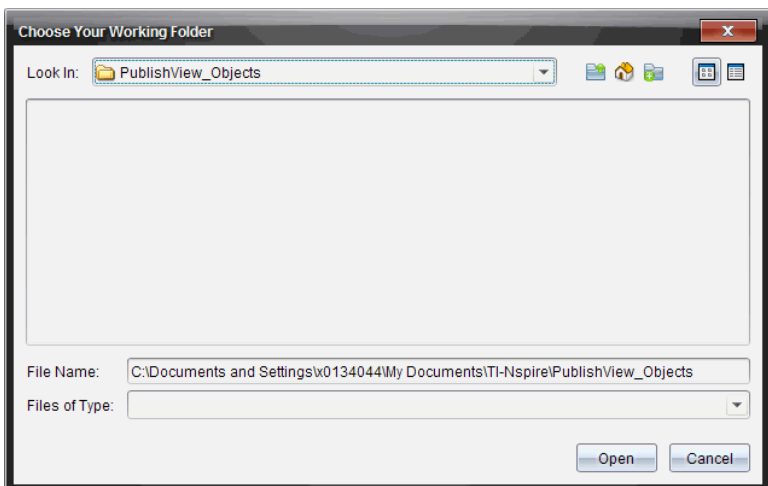 Choose Your Working Folder
Look In: PublishView_Objects
File Name: C:\Documents and Settings\x0134044\My Documents\TI-Nspire\PublishView_Objects
Files of Type:
Open Cancel